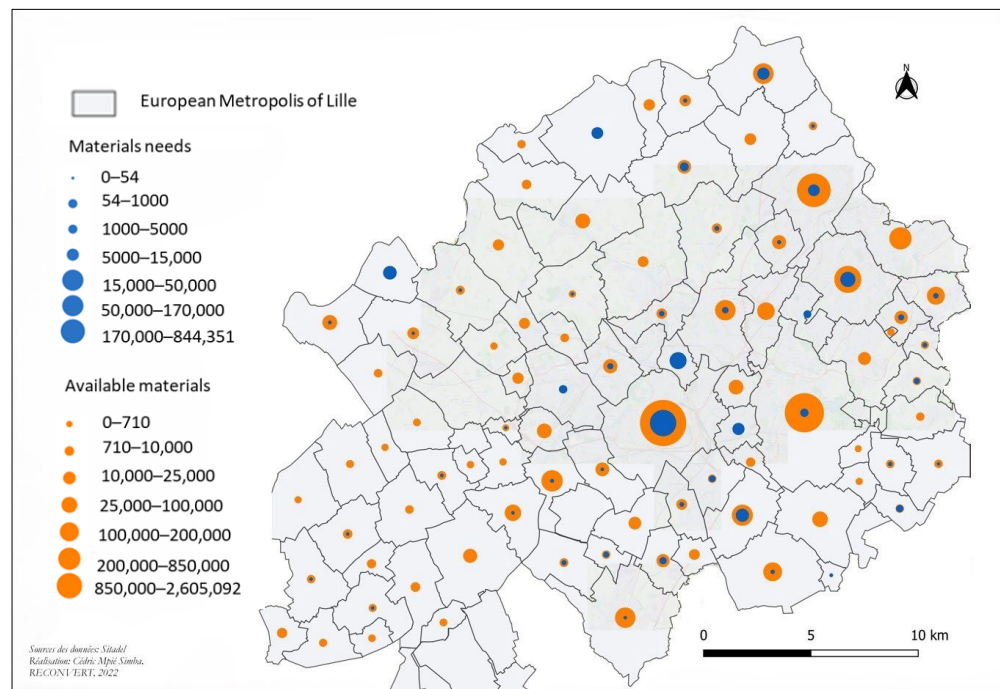 N
European Metropolis of Lille
Materials needs
0–54
54–1000
1000–5000
5000–15,000
15,000–50,000
50,000–170,000
170,000–844,351
Available materials
0–710
710–10,000
10,000–25,000
25,000–100,000
100,000–200,000
200,000–850,000
850,000–2,605,092
Sources des données: Sitadel
Réalisation: Cédric Mpié Simba,
RECONVERT, 2022
0 5 10 km